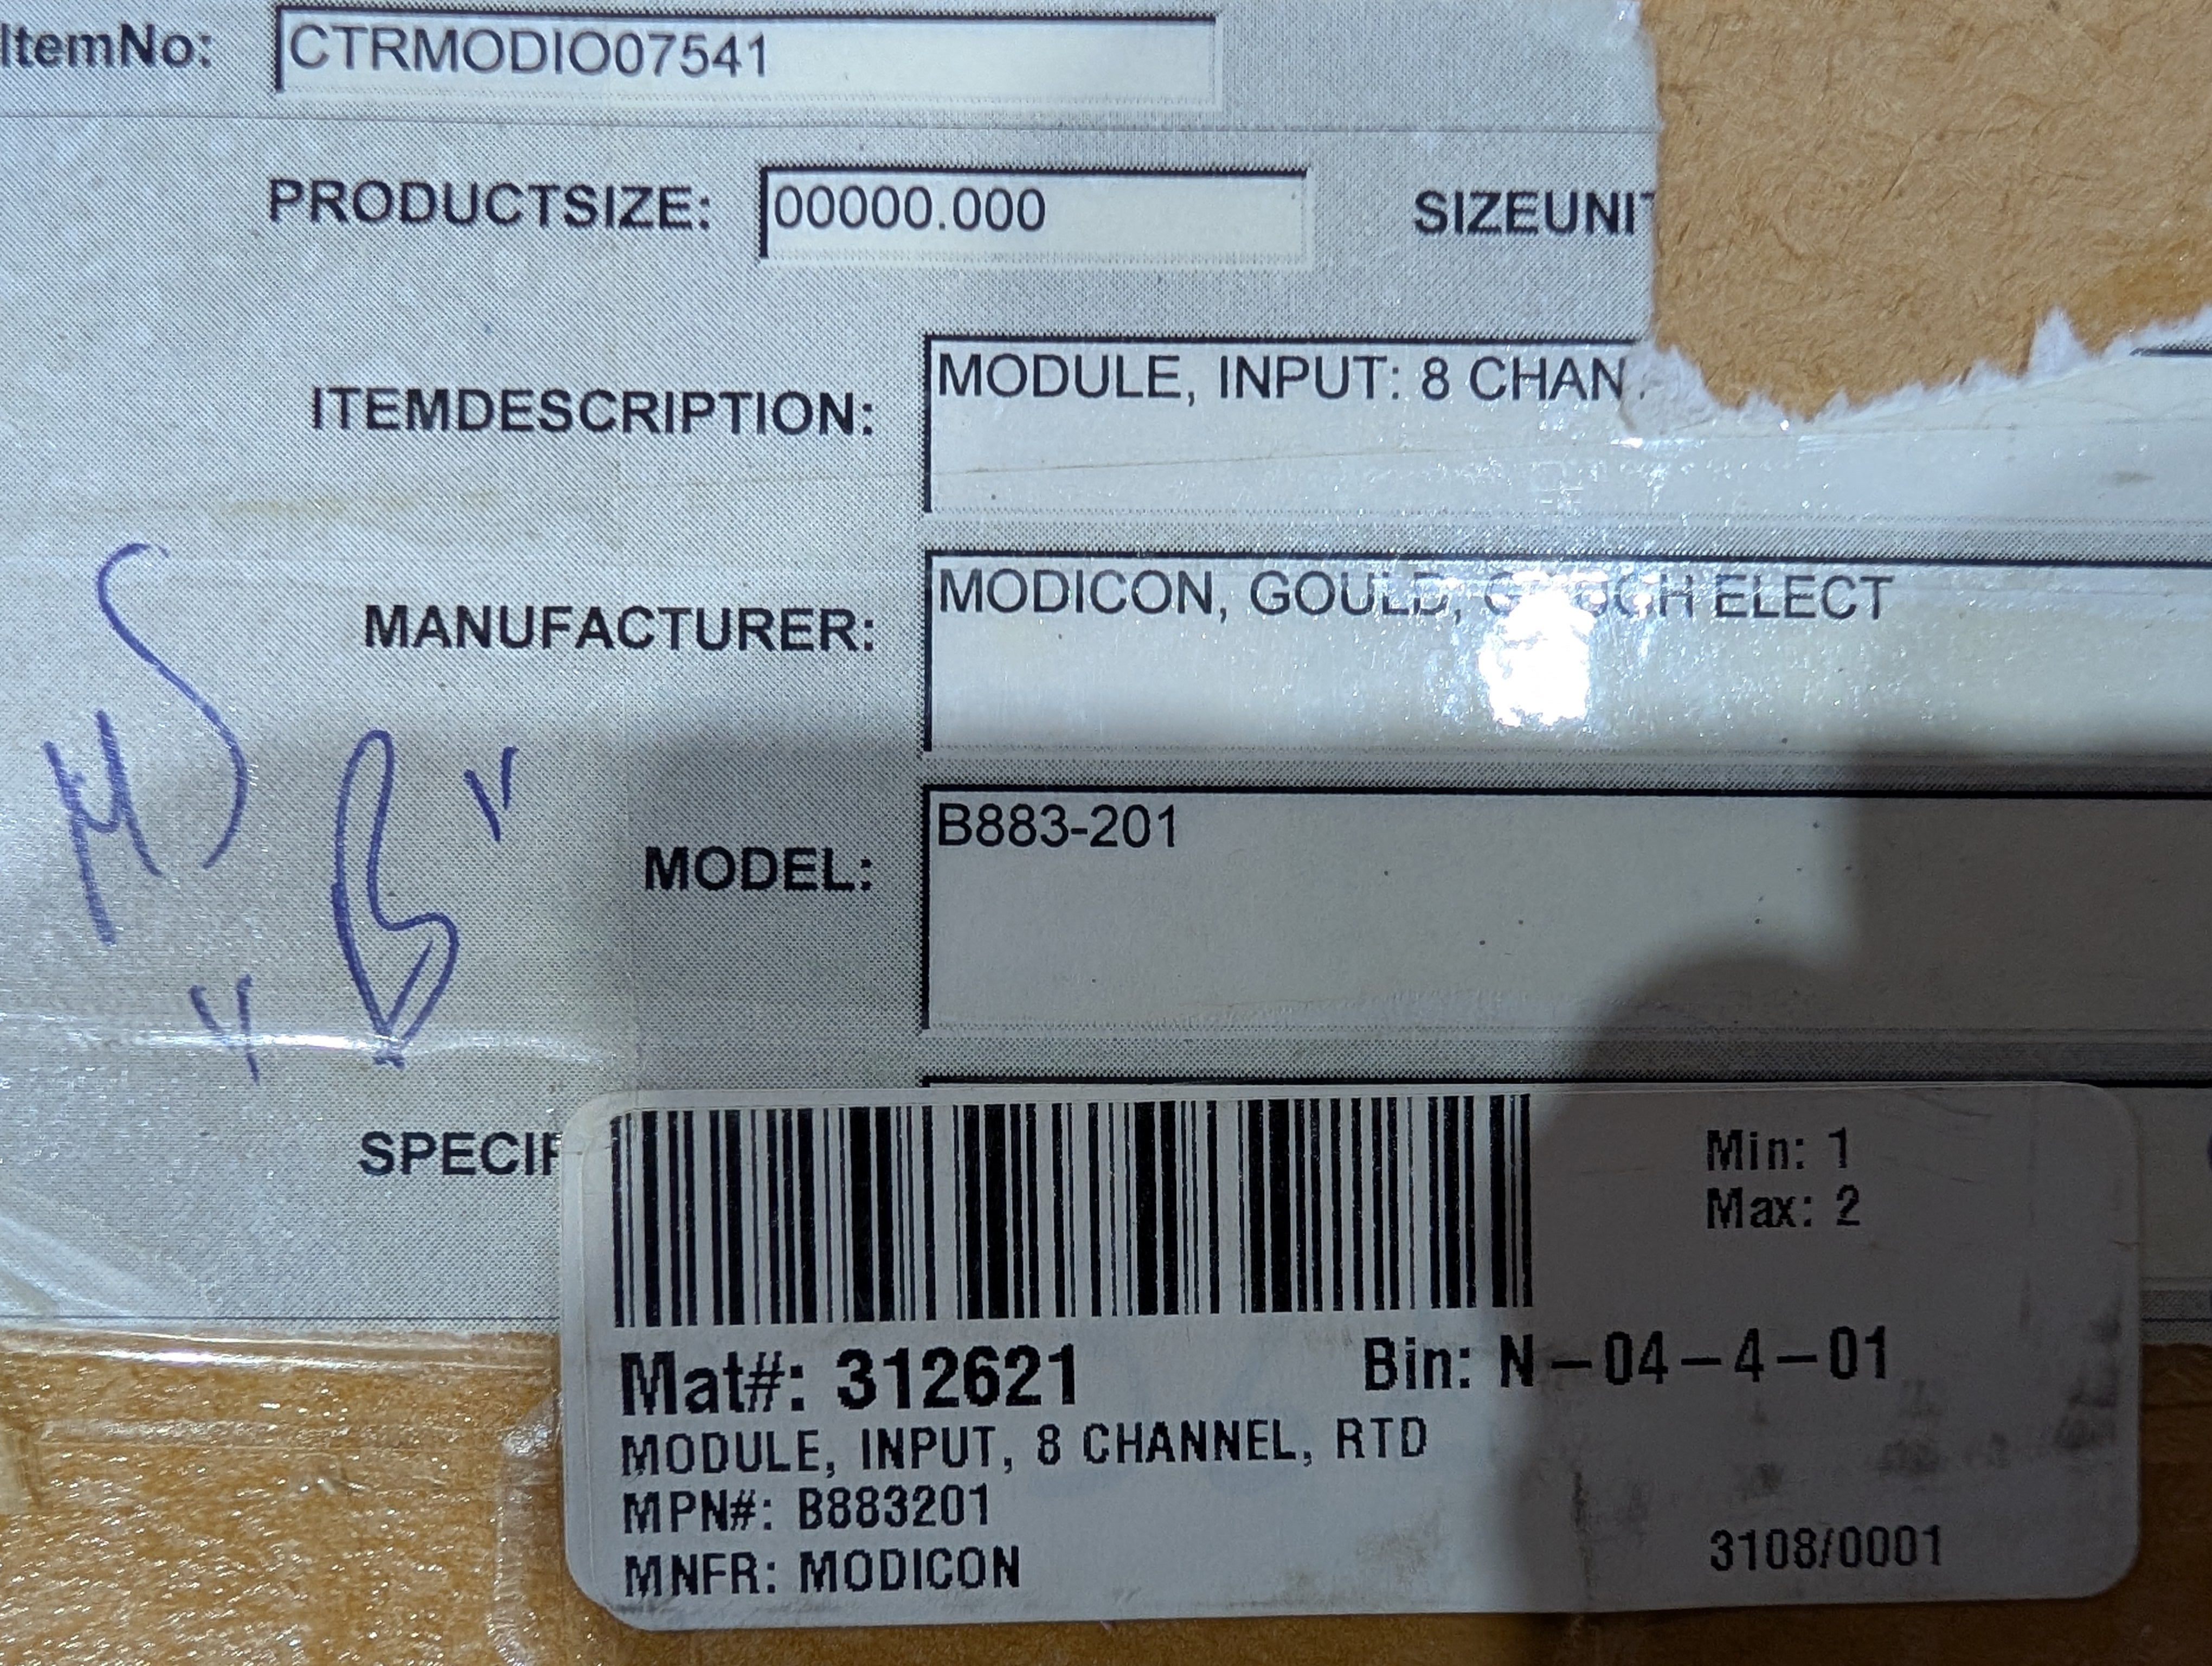 ItemNo: CTRMODIO07541
PRODUCTSIZE: 00000.000 SIZEUNIT
ITEMDESCRIPTION: MODULE, INPUT: 8 CHAN
MANUFACTURER: MODICON, GOULD, ELECT
MODEL: B883-201
SPECIF
Min: 1
Max: 2
Mat#: 312621 Bin: N-04-4-01
MODULE, INPUT, 8 CHANNEL, RTD
MPN#: B883201
MNFR: MODICON
3108/0001